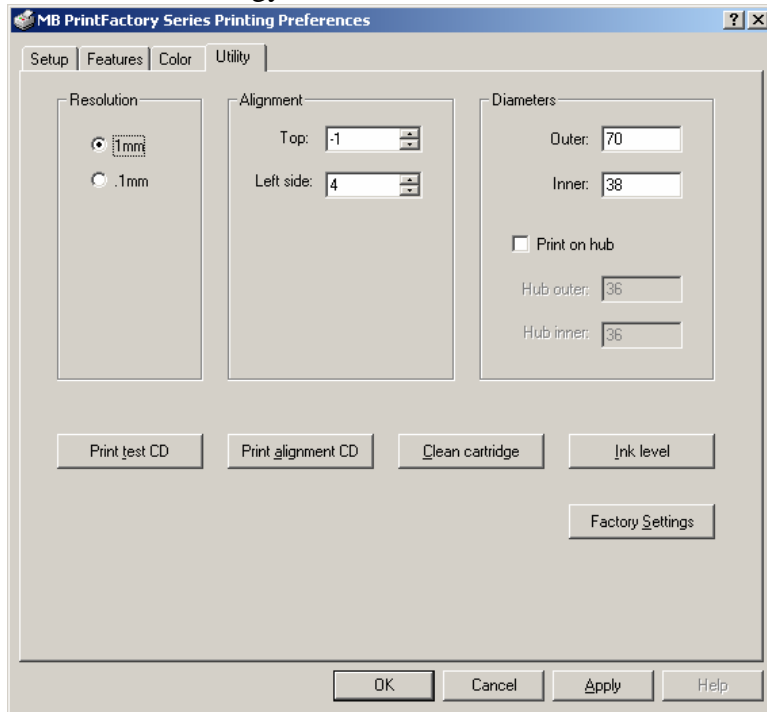 MB PrintFactory Series Printing Preferences
Setup Features Color Utility
Resolution
1mm
.1mm
Alignment
Top: -1
Left side: 4
Diameters
Outer: 70
Inner: 38
Print on hub
Hub outer: 36
Hub inner: 36
Print test CD Print alignment CD Clean cartridge Ink level
Factory Settings
OK Cancel Apply Help